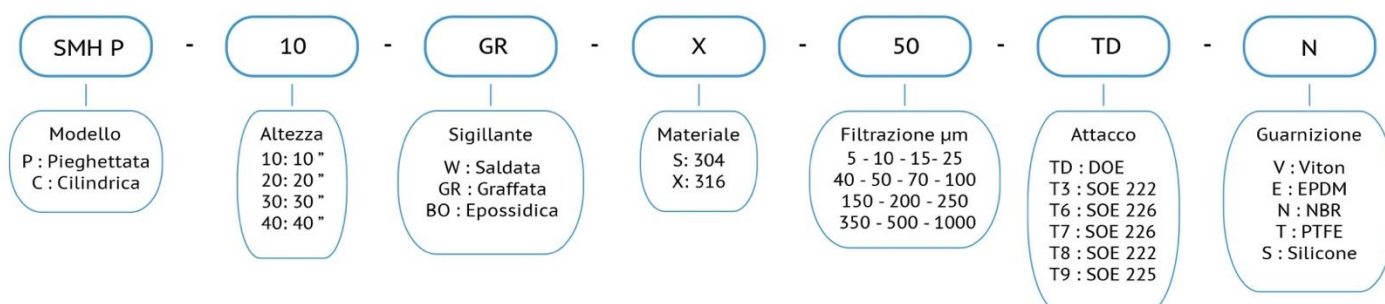 SMH P - 10 - GR - X - 50 - TD - N
Modello
P : Pieghettata
C : Cilindrica
Altezza
10: 10 ”
20: 20 ”
30: 30 ”
40: 40 ”
Sigillante
W : Saldata
GR : Graffata
BO : Epossidica
Materiale
S: 304
X: 316
Filtrazione µm
5 - 10 - 15- 25
40 - 50 - 70 - 100
150 - 200 - 250
350 - 500 - 1000
Attacco
TD : DOE
T3 : SOE 222
T6 : SOE 226
T7 : SOE 226
T8 : SOE 222
T9 : SOE 225
Guarnizione
V : Viton
E : EPDM
N : NBR
T : PTFE
S : Silicone